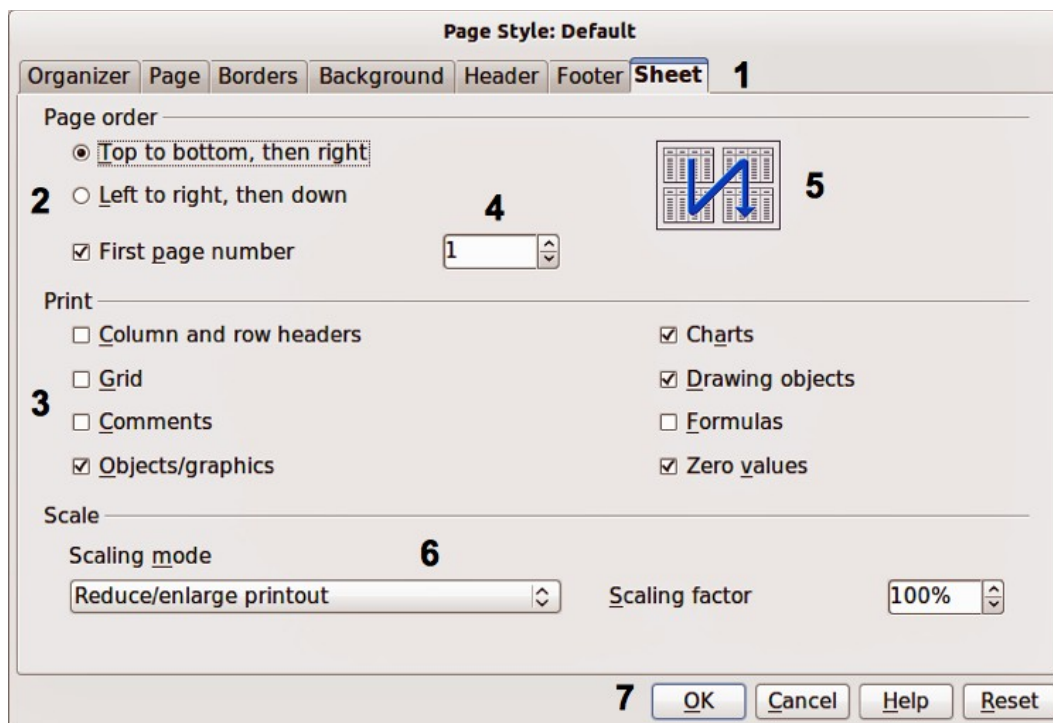 Page Style: Default
Organizer Page Borders Background Header Footer Sheet 1
Page order
Top to bottom, then right
2 Left to right, then down 4 5
First page number 1
Print
Column and row headers Charts
Grid Drawing objects
3
Comments Formulas
Objects/graphics Zero values
Scale
Scaling mode 6
Reduce/enlarge printout Scaling factor 100%
7 OK Cancel Help Reset